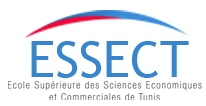 ESSECT
Ecole Supérieure des Sciences Economiques
et Commerciales de Tunis